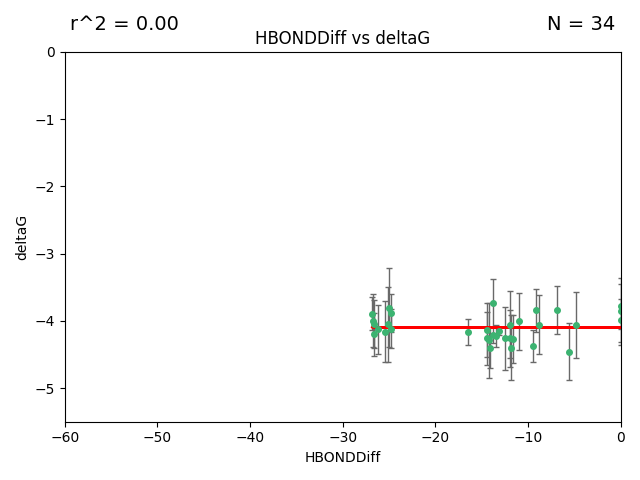 r^2 = 0.00
N = 34
HBONDDiff vs deltaG
0
−1
−2
−3
−4
−5
deltaG
−60
−50
−40
−30
−20
−10
0
HBONDDiff